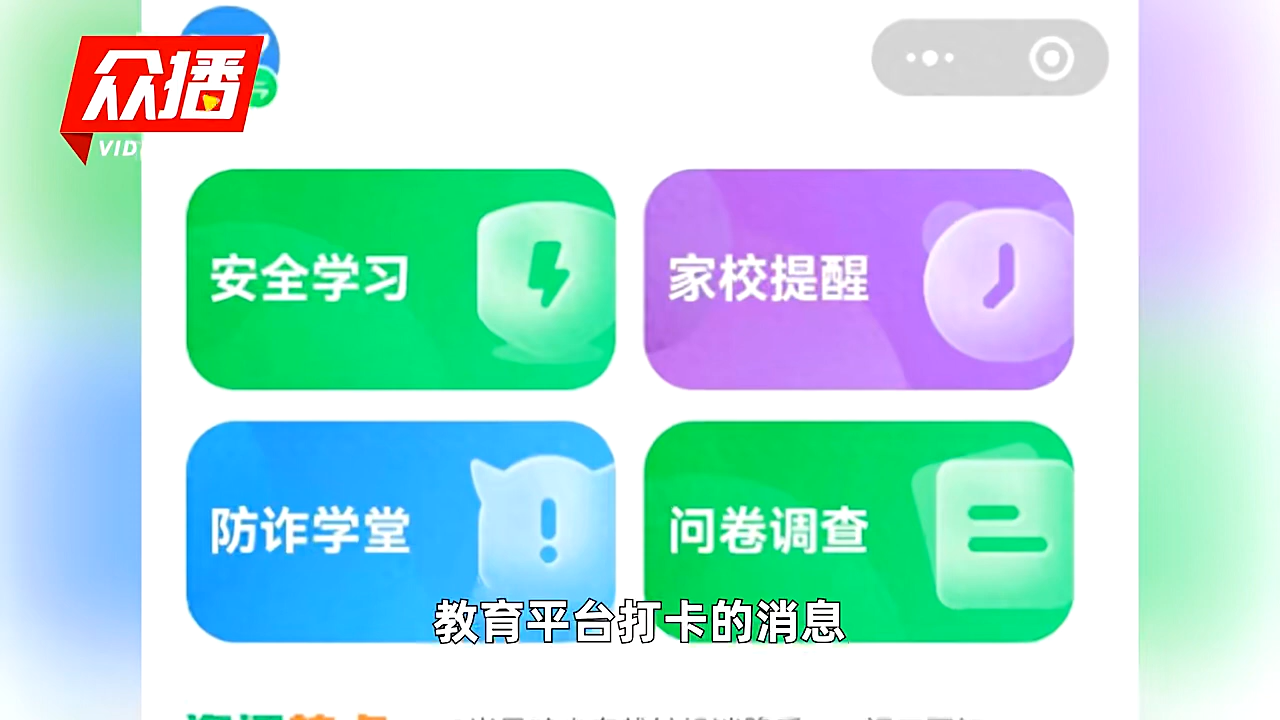 众播
VID
安全学习
家校提醒
防诈学堂
问卷调查
教育平台打卡的消息